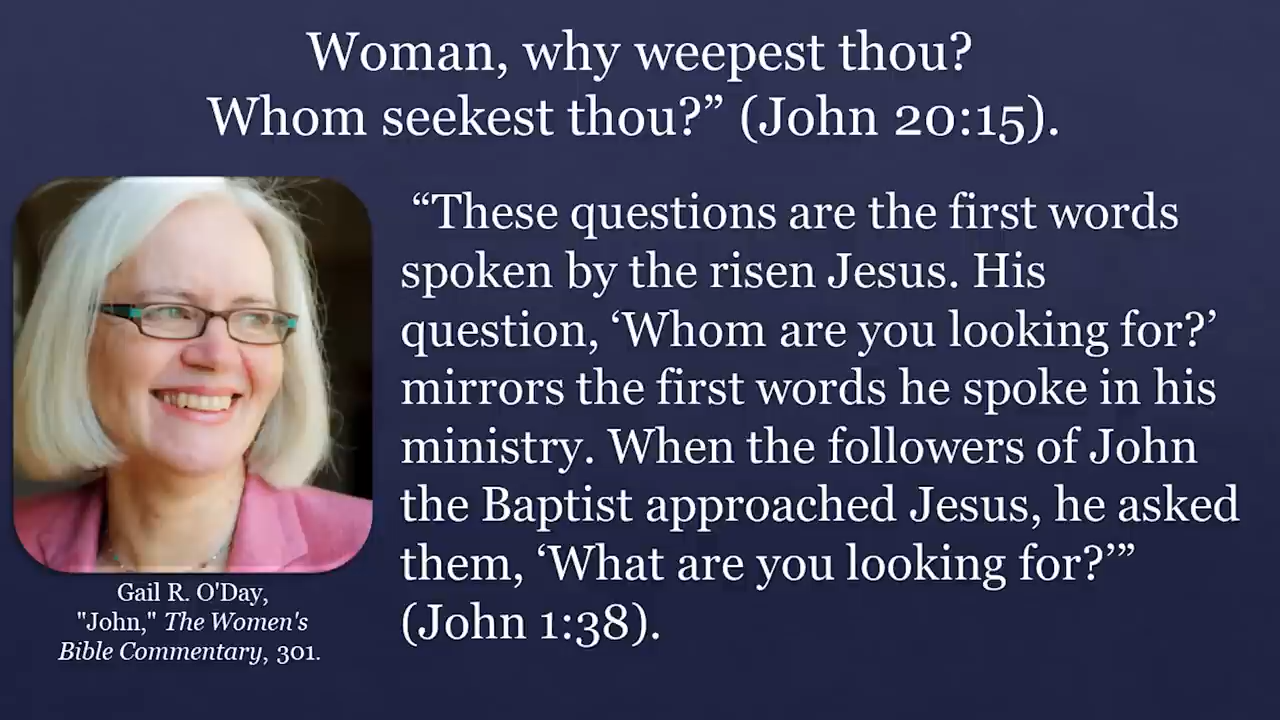 Woman, why weepest thou?
Whom seekest thou?” (John 20:15).
“These questions are the first words
spoken by the risen Jesus. His
question, ‘Whom are you looking for?’
mirrors the first words he spoke in his
ministry. When the followers of John
the Baptist approached Jesus, he asked
them, ‘What are you looking for?’”
(John 1:38).
Gail R. O'Day,
"John," The Women's
Bible Commentary, 301.